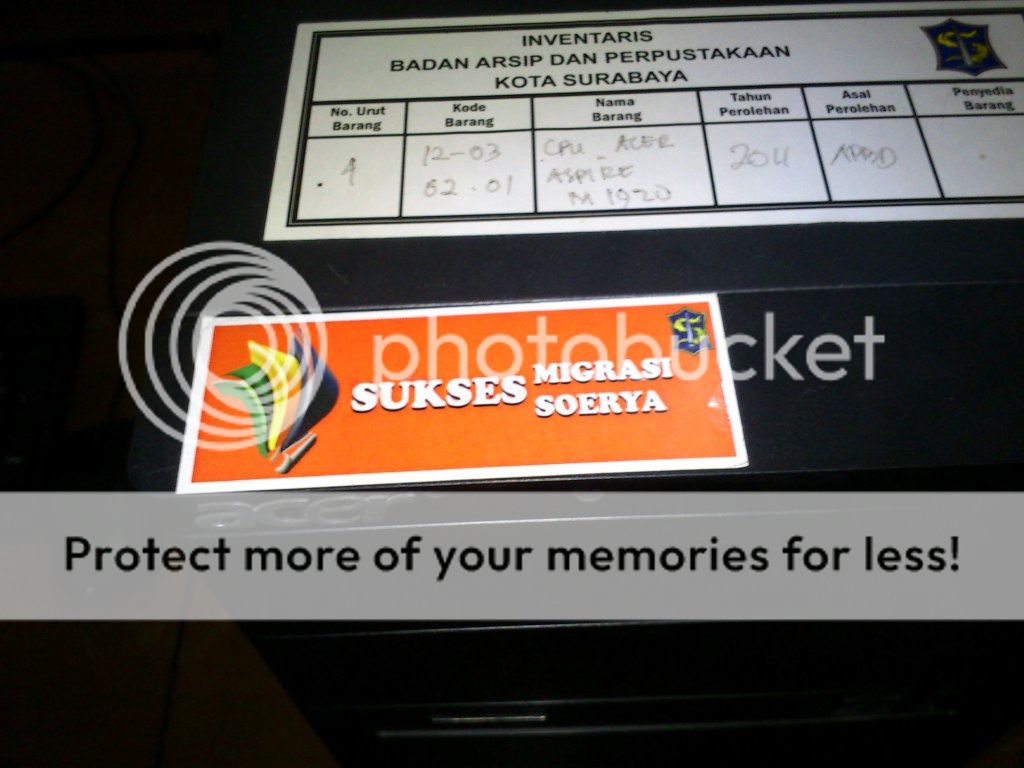 INVENTARIS
BADAN ARSIP DAN PERPUSTAKAAN
KOTA SURABAYA
No. Urut Barang
Kode Barang
Nama Barang
Tahun Perolehan
Asal Perolehan
Penyedia Barang
1
12-03
02.01
CPU - ACER
ASPIRE
M 1920
2011
APBD
photobucket
SUKSES MIGRASI
SOERYA
acer
Protect more of your memories for less!